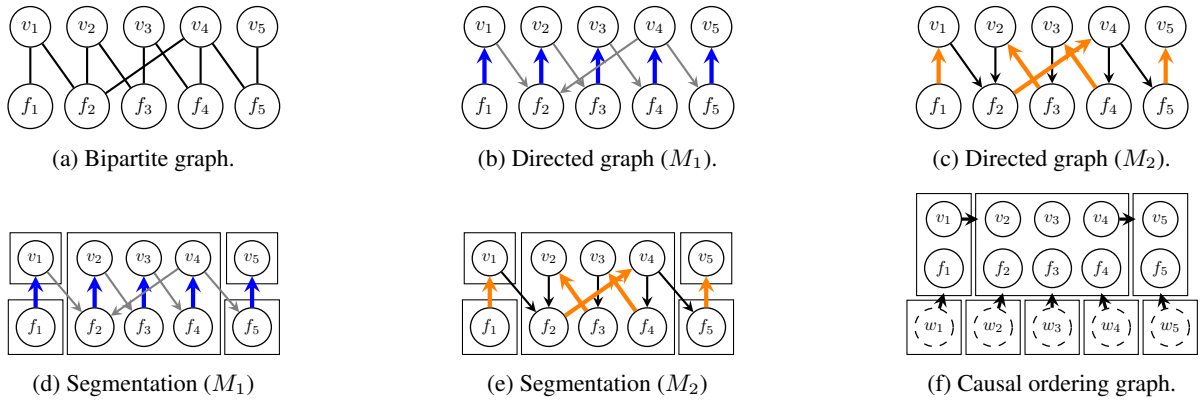 v₁ v₂ v₃ v₄ v₅
f₁ f₂ f₃ f₄ f₅
(a) Bipartite graph.
v₁ v₂ v₃ v₄ v₅
f₁ f₂ f₃ f₄ f₅
(b) Directed graph (M₁).
v₁ v₂ v₃ v₄ v₅
f₁ f₂ f₃ f₄ f₅
(c) Directed graph (M₂).
v₁ v₂ v₃ v₄ v₅
f₁ f₂ f₃ f₄ f₅
(d) Segmentation (M₁)
v₁ v₂ v₃ v₄ v₅
f₁ f₂ f₃ f₄ f₅
(e) Segmentation (M₂)
v₁ v₂ v₃ v₄ v₅
f₁ f₂ f₃ f₄ f₅
w₁ w₂ w₃ w₄ w₅
(f) Causal ordering graph.